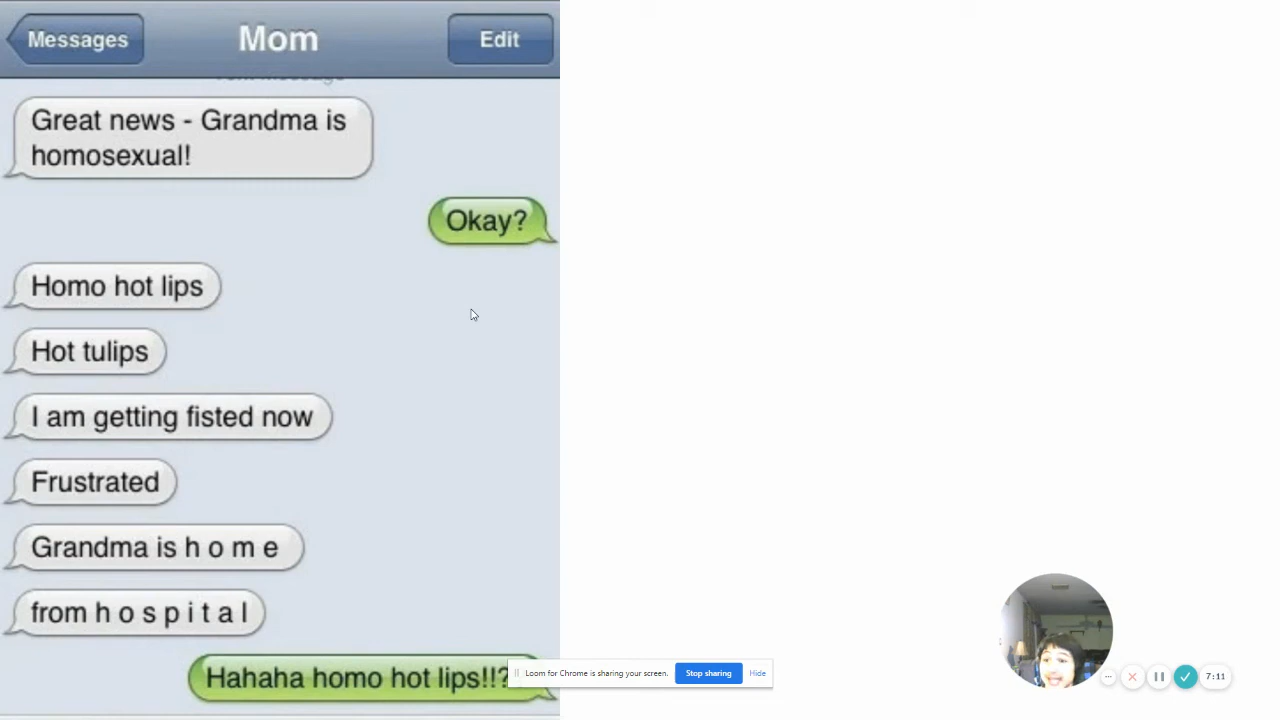 Messages
Mom
Edit
Great news - Grandma is
homosexual!
Okay?
Homo hot lips
Hot tulips
I am getting fisted now
Frustrated
Grandma is h o m e
from h o s p i t a l
Hahaha homo hot lips!!?
Loom for Chrome is sharing your screen.
Stop sharing
Hide
7:11